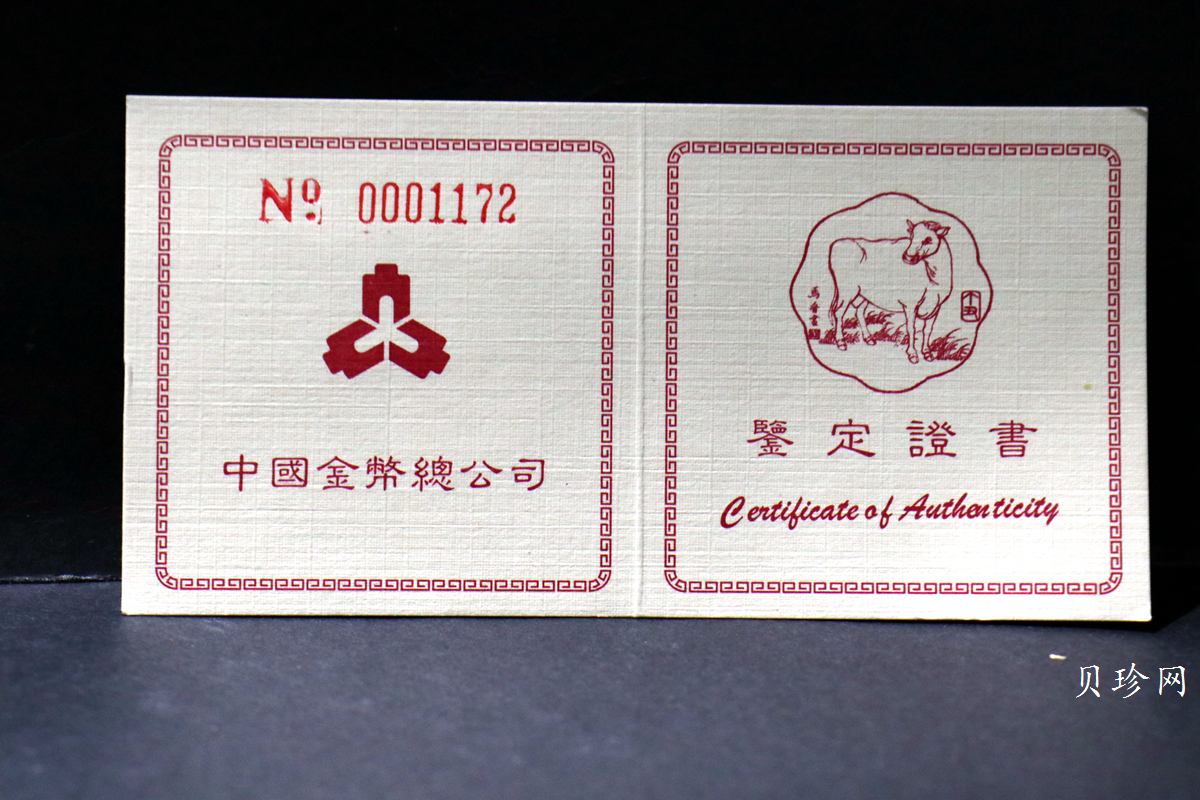 № 0001172
中國金幣總公司
鑒定證書
Certificate of Authenticity
贝珍网